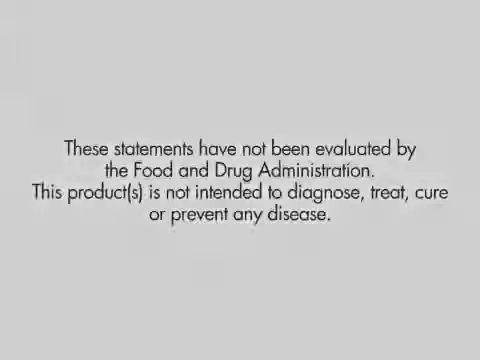 These statements have not been evaluated by
the Food and Drug Administration.
This product(s) is not intended to diagnose, treat, cure
or prevent any disease.